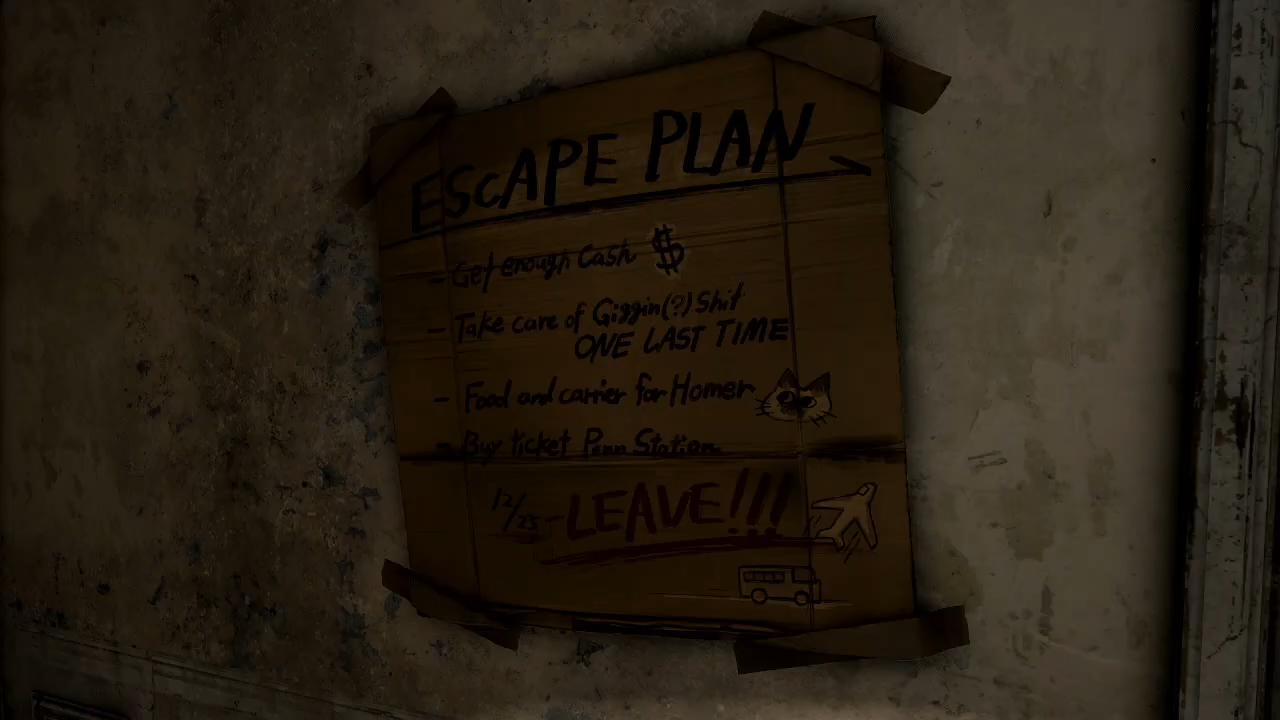 ESCAPE PLAN
- Get enough Cash $
- Take care of Giggin(?) Shit
ONE LAST TIME
- Food and carrier for Homer
- Buy ticket Penn Station
12/25 - LEAVE!!!